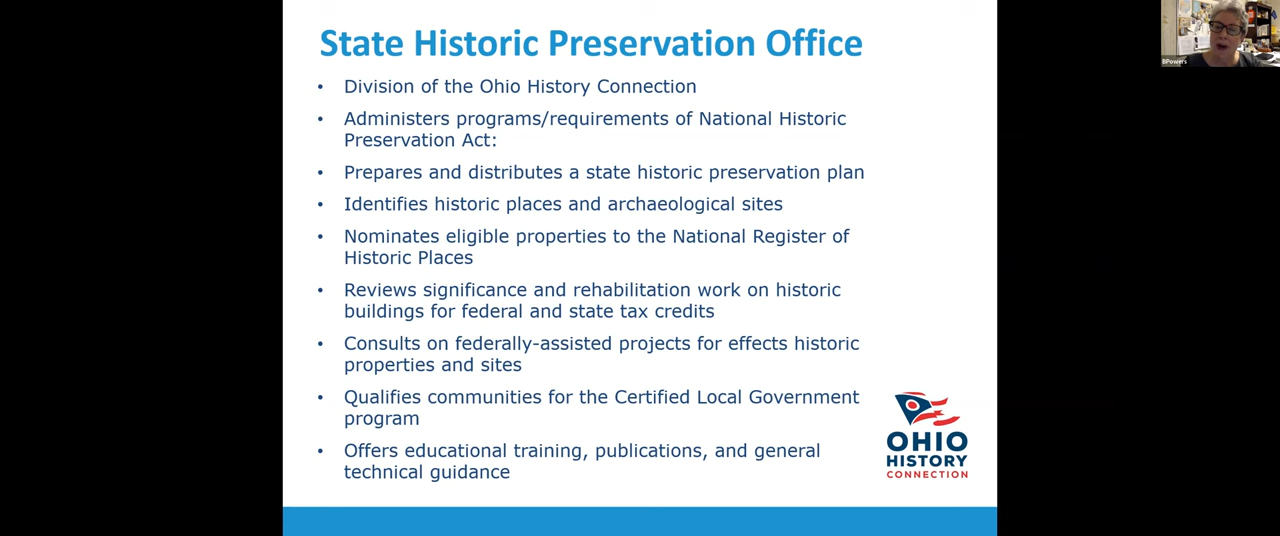 State Historic Preservation Office
BPowers
• Division of the Ohio History Connection
• Administers programs/requirements of National Historic
Preservation Act:
• Prepares and distributes a state historic preservation plan
• Identifies historic places and archaeological sites
• Nominates eligible properties to the National Register of
Historic Places
• Reviews significance and rehabilitation work on historic
buildings for federal and state tax credits
• Consults on federally-assisted projects for effects historic
properties and sites
• Qualifies communities for the Certified Local Government
program
• Offers educational training, publications, and general
technical guidance
OHIO
HISTORY
CONNECTION